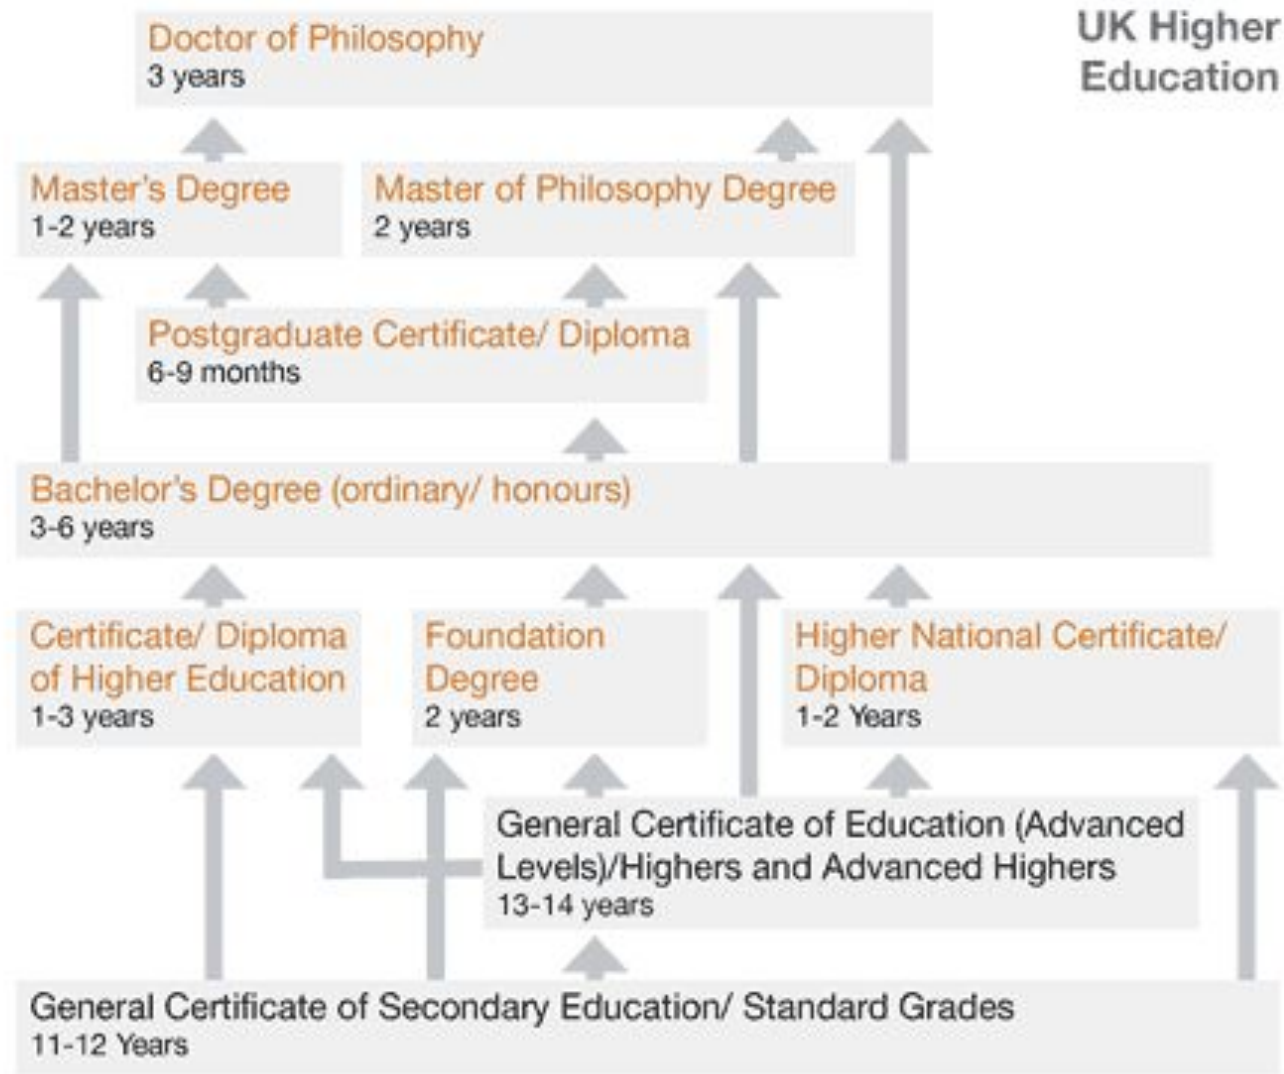 UK Higher
Education
Doctor of Philosophy
3 years
Master's Degree
1-2 years
Master of Philosophy Degree
2 years
Postgraduate Certificate/ Diploma
6-9 months
Bachelor's Degree (ordinary/ honours)
3-6 years
Certificate/ Diploma
of Higher Education
1-3 years
Foundation
Degree
2 years
Higher National Certificate/
Diploma
1-2 Years
General Certificate of Education (Advanced
Levels)/Highers and Advanced Highers
13-14 years
General Certificate of Secondary Education/ Standard Grades
11-12 Years